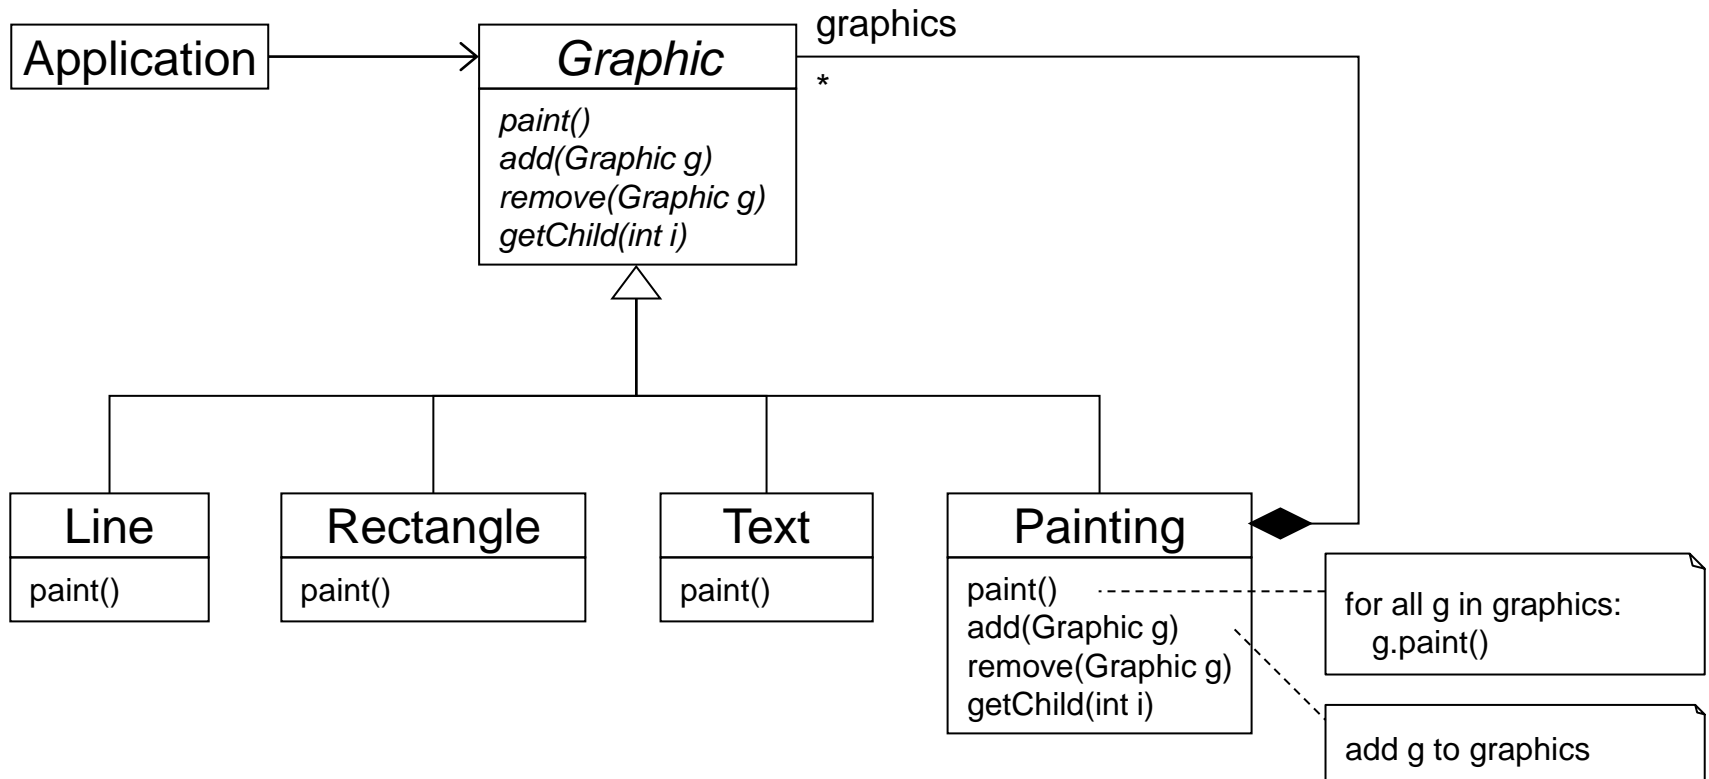 graphics
Application
Graphic
*
paint()
add(Graphic g)
remove(Graphic g)
getChild(int i)
Line
paint()
Rectangle
paint()
Text
paint()
Painting
paint()
add(Graphic g)
remove(Graphic g)
getChild(int i)
for all g in graphics:
g.paint()
add g to graphics